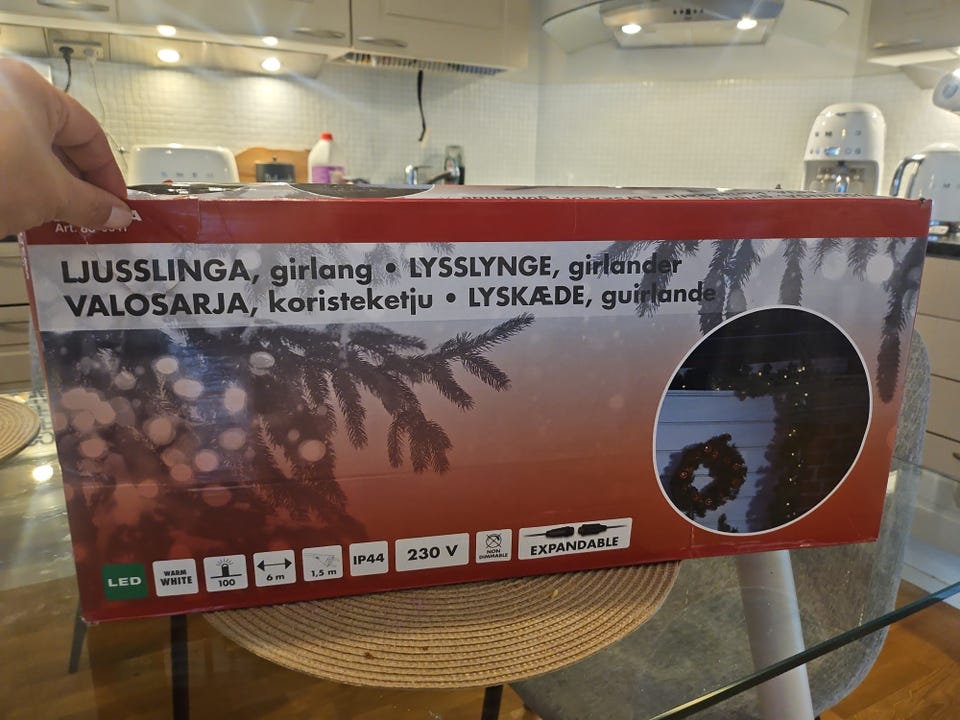 LJUSSLINGA, girlang • LYSSLYNGE, girlander
VALOSARJA, koristeketju • LYSKÆDE, guirlande
LED
WARM
WHITE
100
6 m
1,5 m
IP44
230 V
NON
DIMMABLE
EXPANDABLE